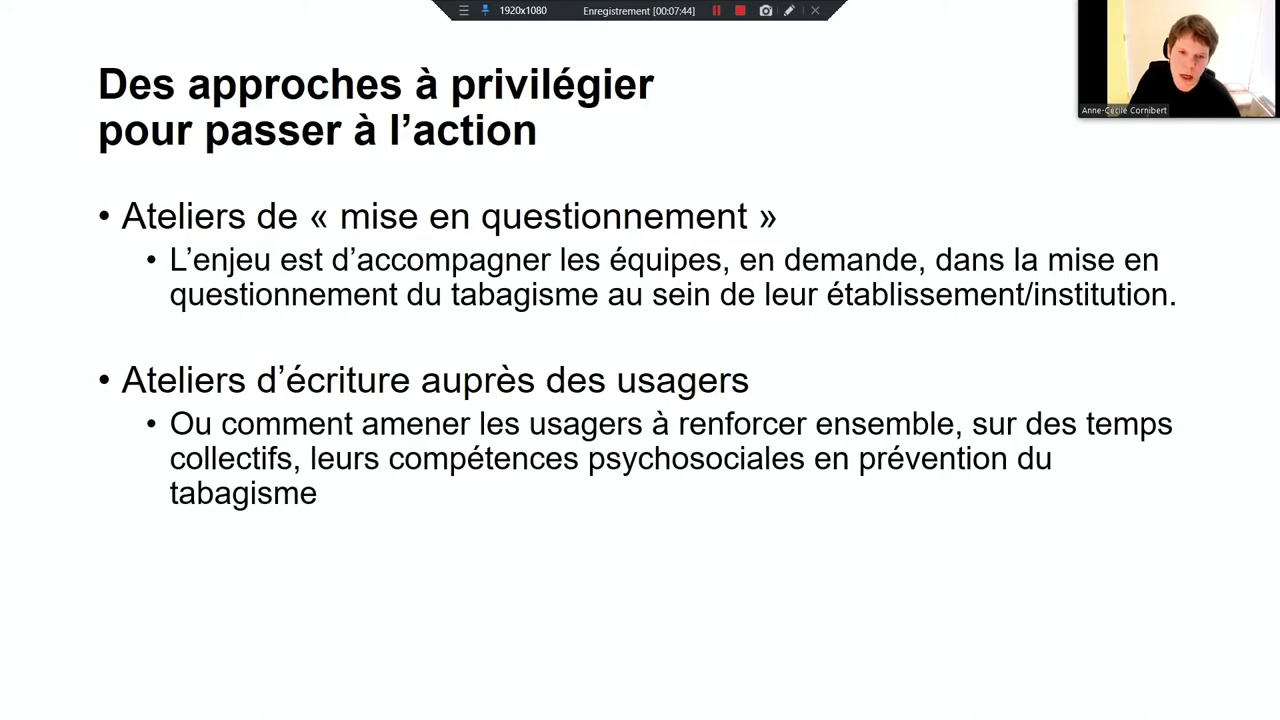 1920x1080
Enregistrement [00:07:44]
Anne-Cécile Cornibert
Des approches à privilégier
pour passer à l’action
• Ateliers de « mise en questionnement »
• L’enjeu est d’accompagner les équipes, en demande, dans la mise en
questionnement du tabagisme au sein de leur établissement/institution.
• Ateliers d’écriture auprès des usagers
• Ou comment amener les usagers à renforcer ensemble, sur des temps
collectifs, leurs compétences psychosociales en prévention du
tabagisme